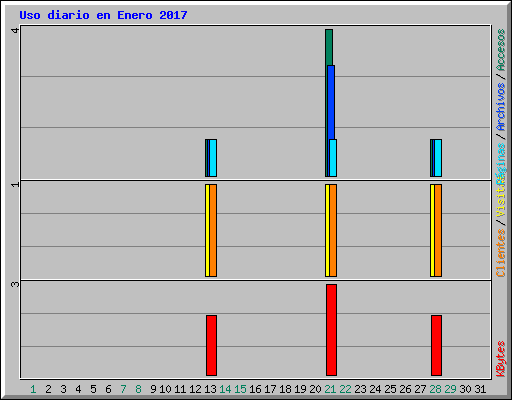 Uso diario en Enero 2017
4
1
3
1 2 3 4 5 6 7 8 9 10 11 12 13 14 15 16 17 18 19 20 21 22 23 24 25 26 27 28 29 30 31
KBytes
Clientes / Visitas
Páginas / Archivos / Accesos